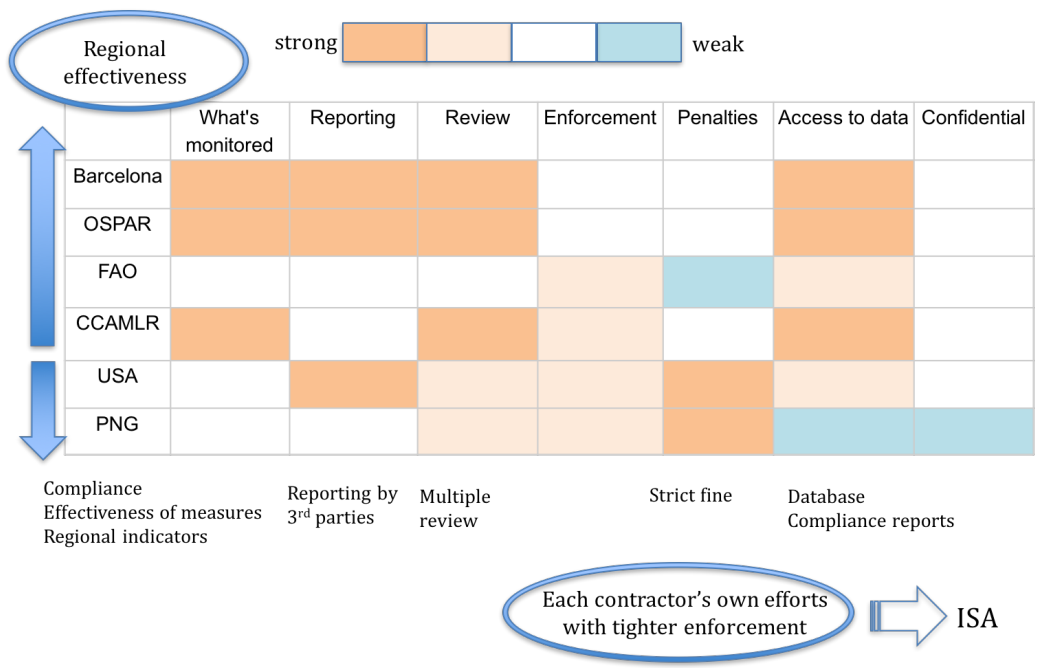 Regional
effectiveness
strong
weak
What's
monitored
Reporting
Review
Enforcement
Penalties
Access to data
Confidential
Barcelona
OSPAR
FAO
CCAMLR
USA
PNG
Compliance
Effectiveness of measures
Regional indicators
Reporting by
3rd parties
Multiple
review
Strict fine
Database
Compliance reports
Each contractor’s own efforts
with tighter enforcement
ISA